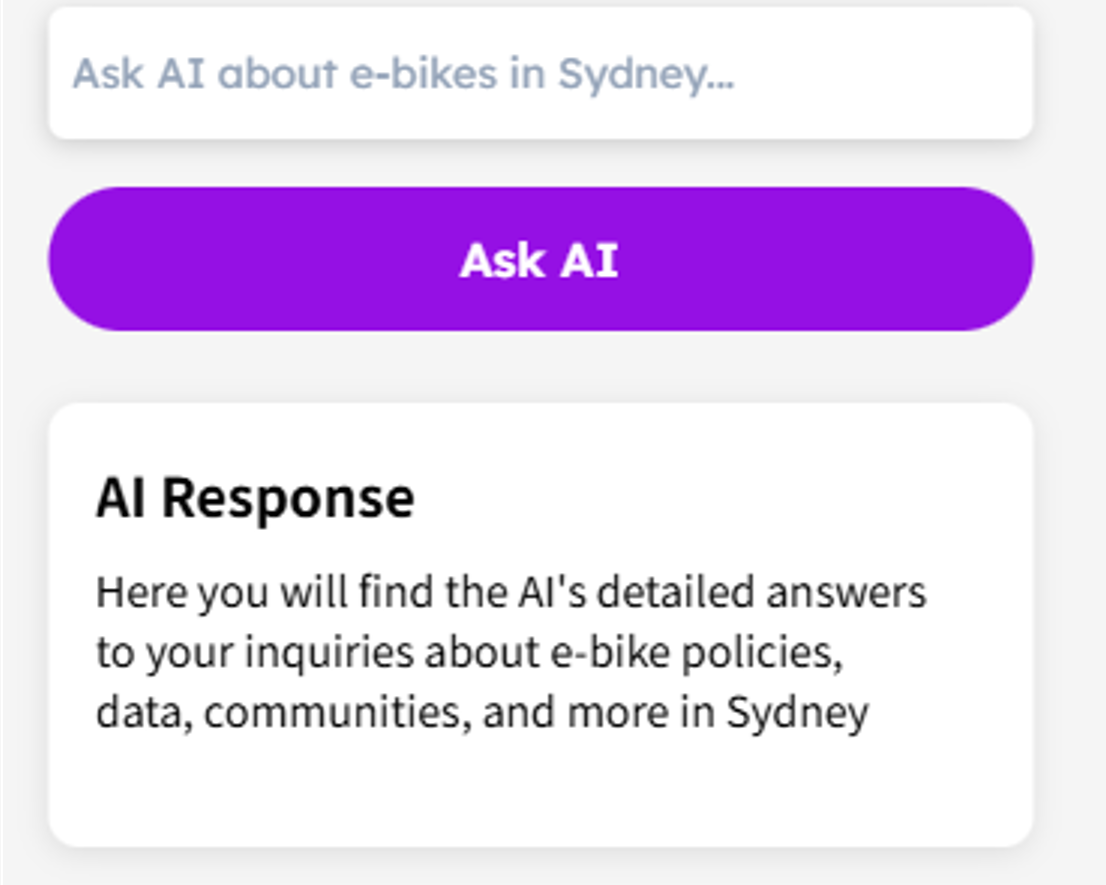 Ask AI about e-bikes in Sydney...
Ask AI
AI Response
Here you will find the AI's detailed answers
to your inquiries about e-bike policies,
data, communities, and more in Sydney